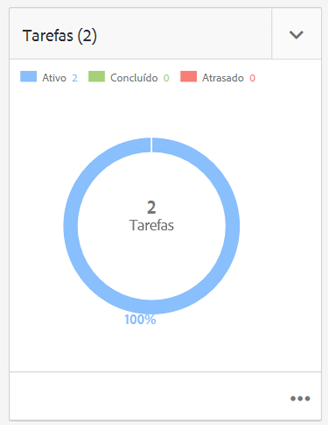 Tarefas (2)
Ativo 2 Concluído 0 Atrasado 0
2
Tarefas
100%